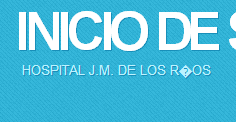 INICIO DE S
HOSPITAL J.M. DE LOS R�OS